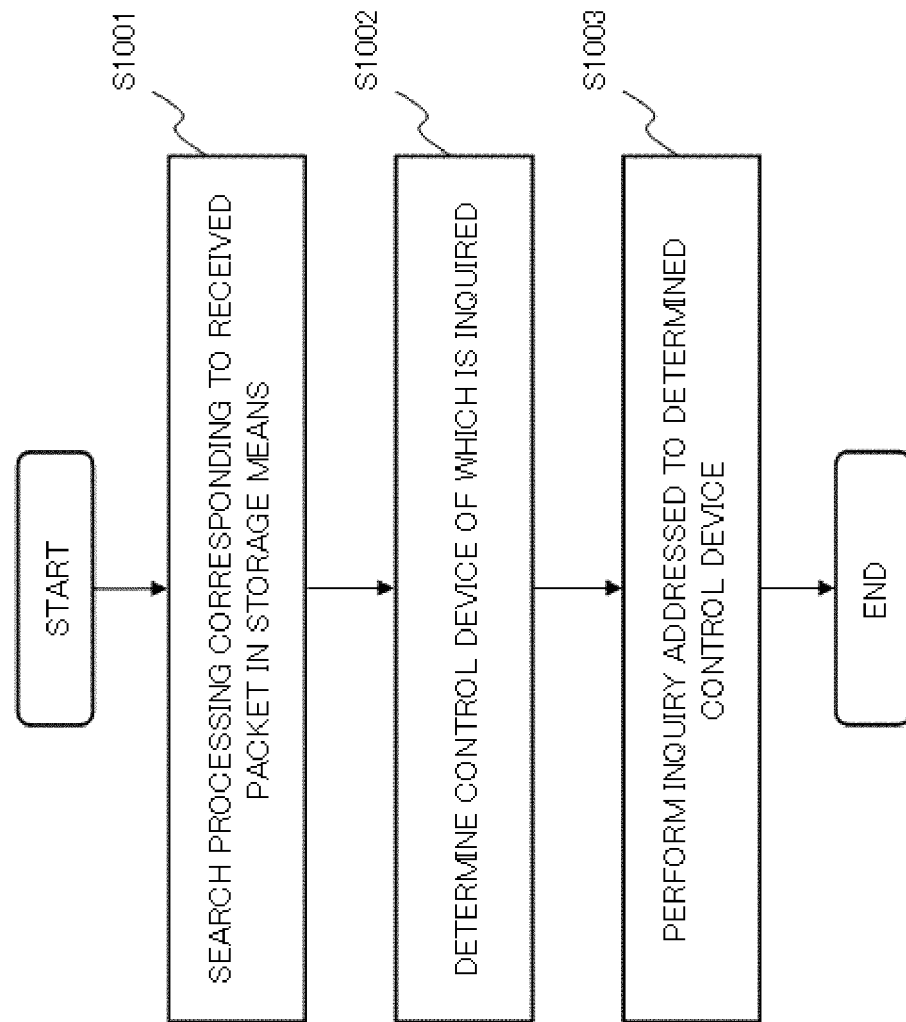 START
SEARCH PROCESSING CORRESPONDING TO RECEIVED
PACKET IN STORAGE MEANS
S1001
DETERMINE CONTROL DEVICE OF WHICH IS INQUIRED
S1002
PERFORM INQUIRY ADDRESSED TO DETERMINED
CONTROL DEVICE
S1003
END